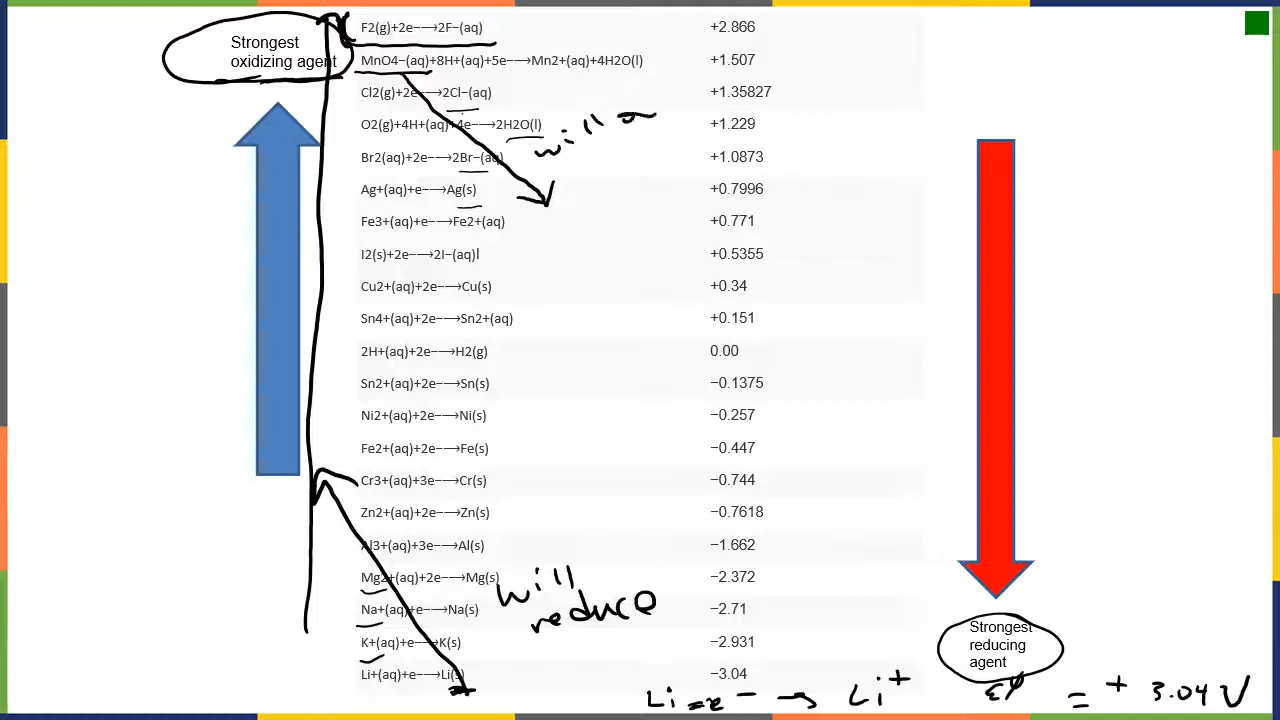 Strongest
oxidizing agent
F2(g)+2e−⟶2F−(aq) +2.866
MnO4−(aq)+8H+(aq)+5e−⟶Mn2+(aq)+4H2O(l) +1.507
Cl2(g)+2e−⟶2Cl−(aq) +1.35827
O2(g)+4H+(aq)+4e−⟶2H2O(l) +1.229
Br2(aq)+2e−⟶2Br−(aq) +1.0873
Ag+(aq)+e−⟶Ag(s) +0.7996
Fe3+(aq)+e−⟶Fe2+(aq) +0.771
I2(s)+2e−⟶2I−(aq)l +0.5355
Cu2+(aq)+2e−⟶Cu(s) +0.34
Sn4+(aq)+2e−⟶Sn2+(aq) +0.151
2H+(aq)+2e−⟶H2(g) 0.00
Sn2+(aq)+2e−⟶Sn(s) −0.1375
Ni2+(aq)+2e−⟶Ni(s) −0.257
Fe2+(aq)+2e−⟶Fe(s) −0.447
Cr3+(aq)+3e−⟶Cr(s) −0.744
Zn2+(aq)+2e−⟶Zn(s) −0.7618
Al3+(aq)+3e−⟶Al(s) −1.662
Mg2+(aq)+2e−⟶Mg(s) −2.372
Na+(aq)+e−⟶Na(s) −2.71
K+(aq)+e−⟶K(s) −2.931
Li+(aq)+e−⟶Li(s) −3.04
will
will
reduce
Strongest
reducing
agent
Li → Li+ = + 3.04 V